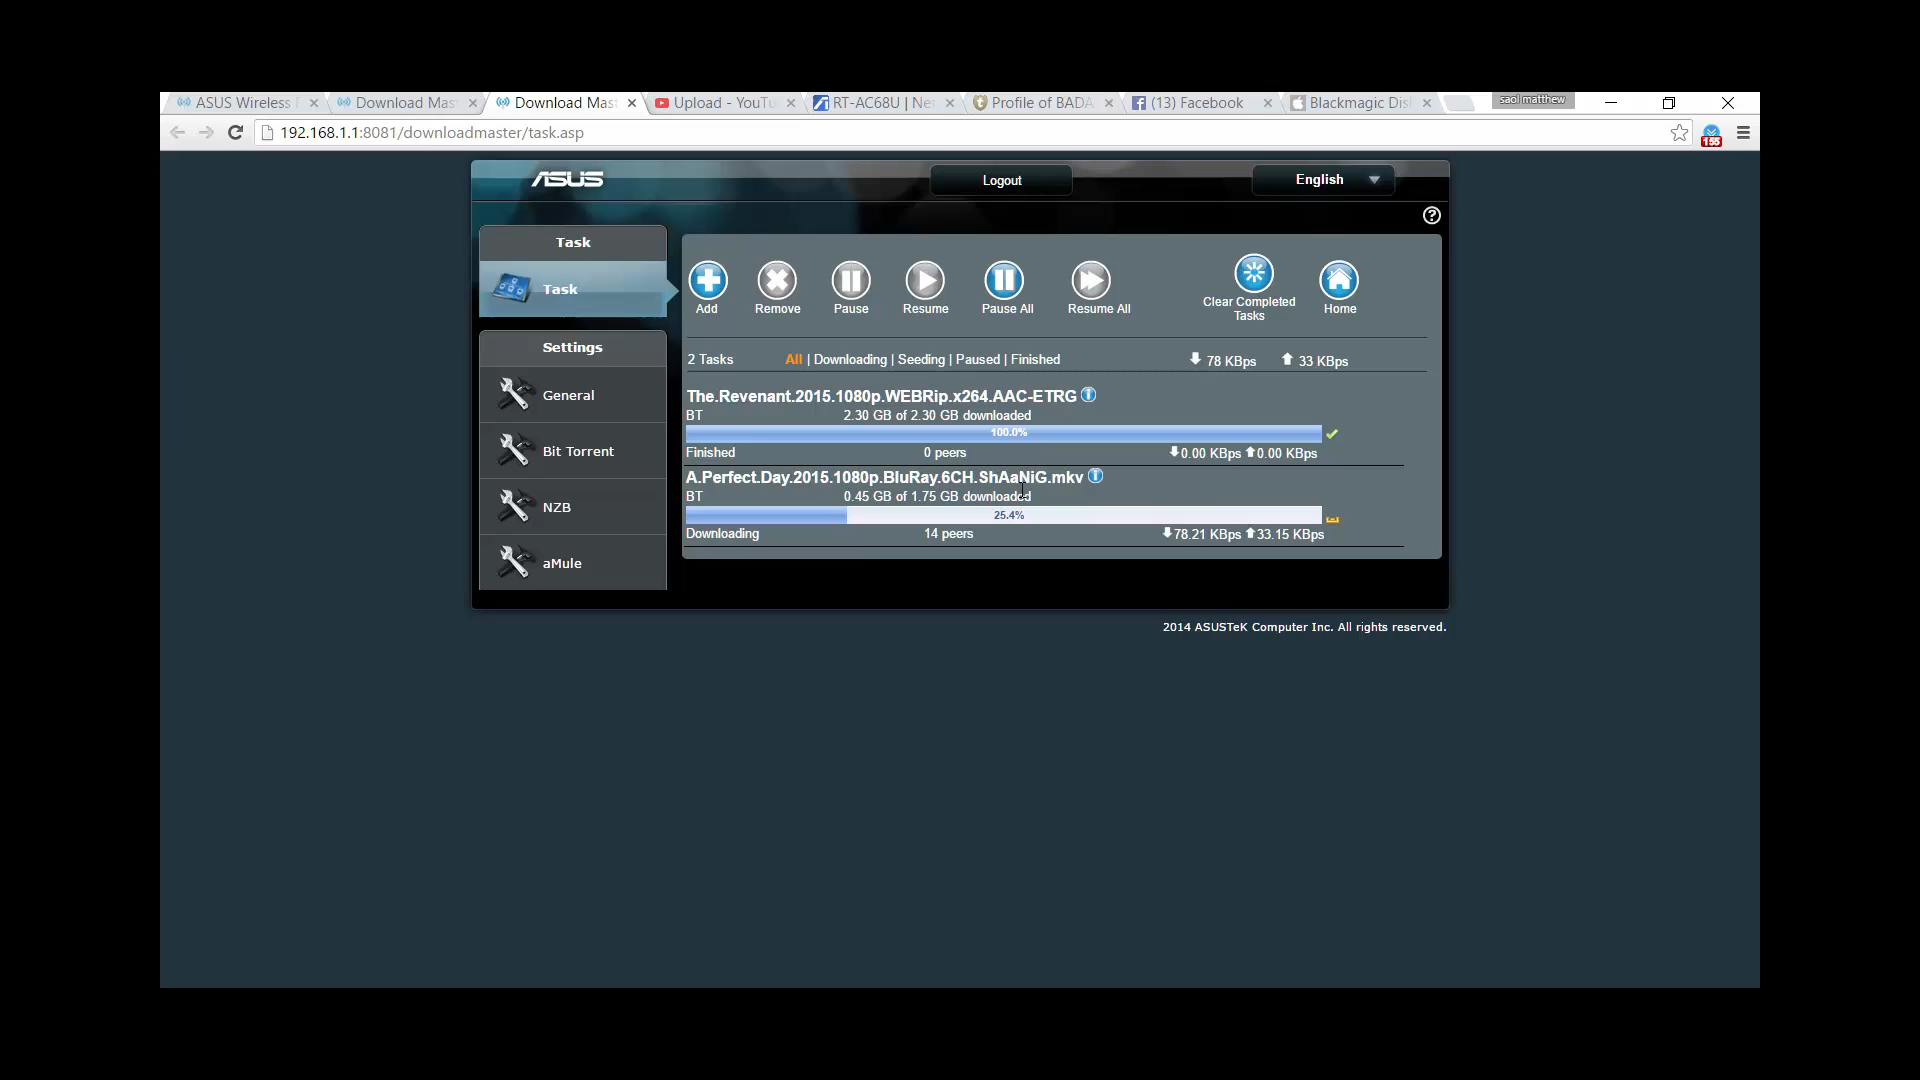 ASUS Wireless
Download Mas
Download Mas
Upload - YouTu
RT-AC68U | Ne
Profile of BADA
(13) Facebook
Blackmagic Dis
saol matthew
192.168.1.1:8081/downloadmaster/task.asp
155
ASUS
Logout
English
?
Task
Task
Settings
General
Bit Torrent
NZB
aMule
Add
Remove
Pause
Resume
Pause All
Resume All
Clear Completed
Tasks
Home
2 Tasks All | Downloading | Seeding | Paused | Finished 78 KBps 33 KBps
The.Revenant.2015.1080p.WEBRip.x264.AAC-ETRG
BT 2.30 GB of 2.30 GB downloaded
100.0%
Finished 0 peers 0.00 KBps 0.00 KBps
A.Perfect.Day.2015.1080p.BluRay.6CH.ShAaNiG.mkv
BT 0.45 GB of 1.75 GB downloaded
25.4%
Downloading 14 peers 78.21 KBps 33.15 KBps
2014 ASUSTeK Computer Inc. All rights reserved.